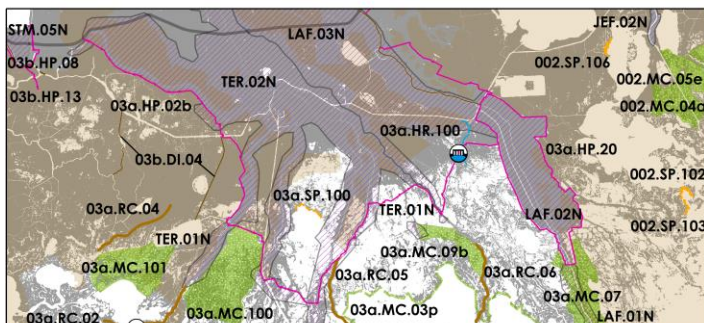 STM.05N
LAF.03N
JEF.02N
03b.HP.08
TER.02N
002.SP.106
002.MC.05e
03b.HP.13
03a.HP.02b
002.MC.04a
03a.HR.100
03a.HP.20
03b.DI.04
002.SP.102
03a.SP.100
03a.RC.04
TER.01N
LAF.02N
002.SP.103
TER.01N
03a.MC.09b
03a.MC.101
03a.RC.05
03a.RC.06
03a.MC.07
03a.MC.100
03a.MC.03p
03a.RC.02
LAF.01N